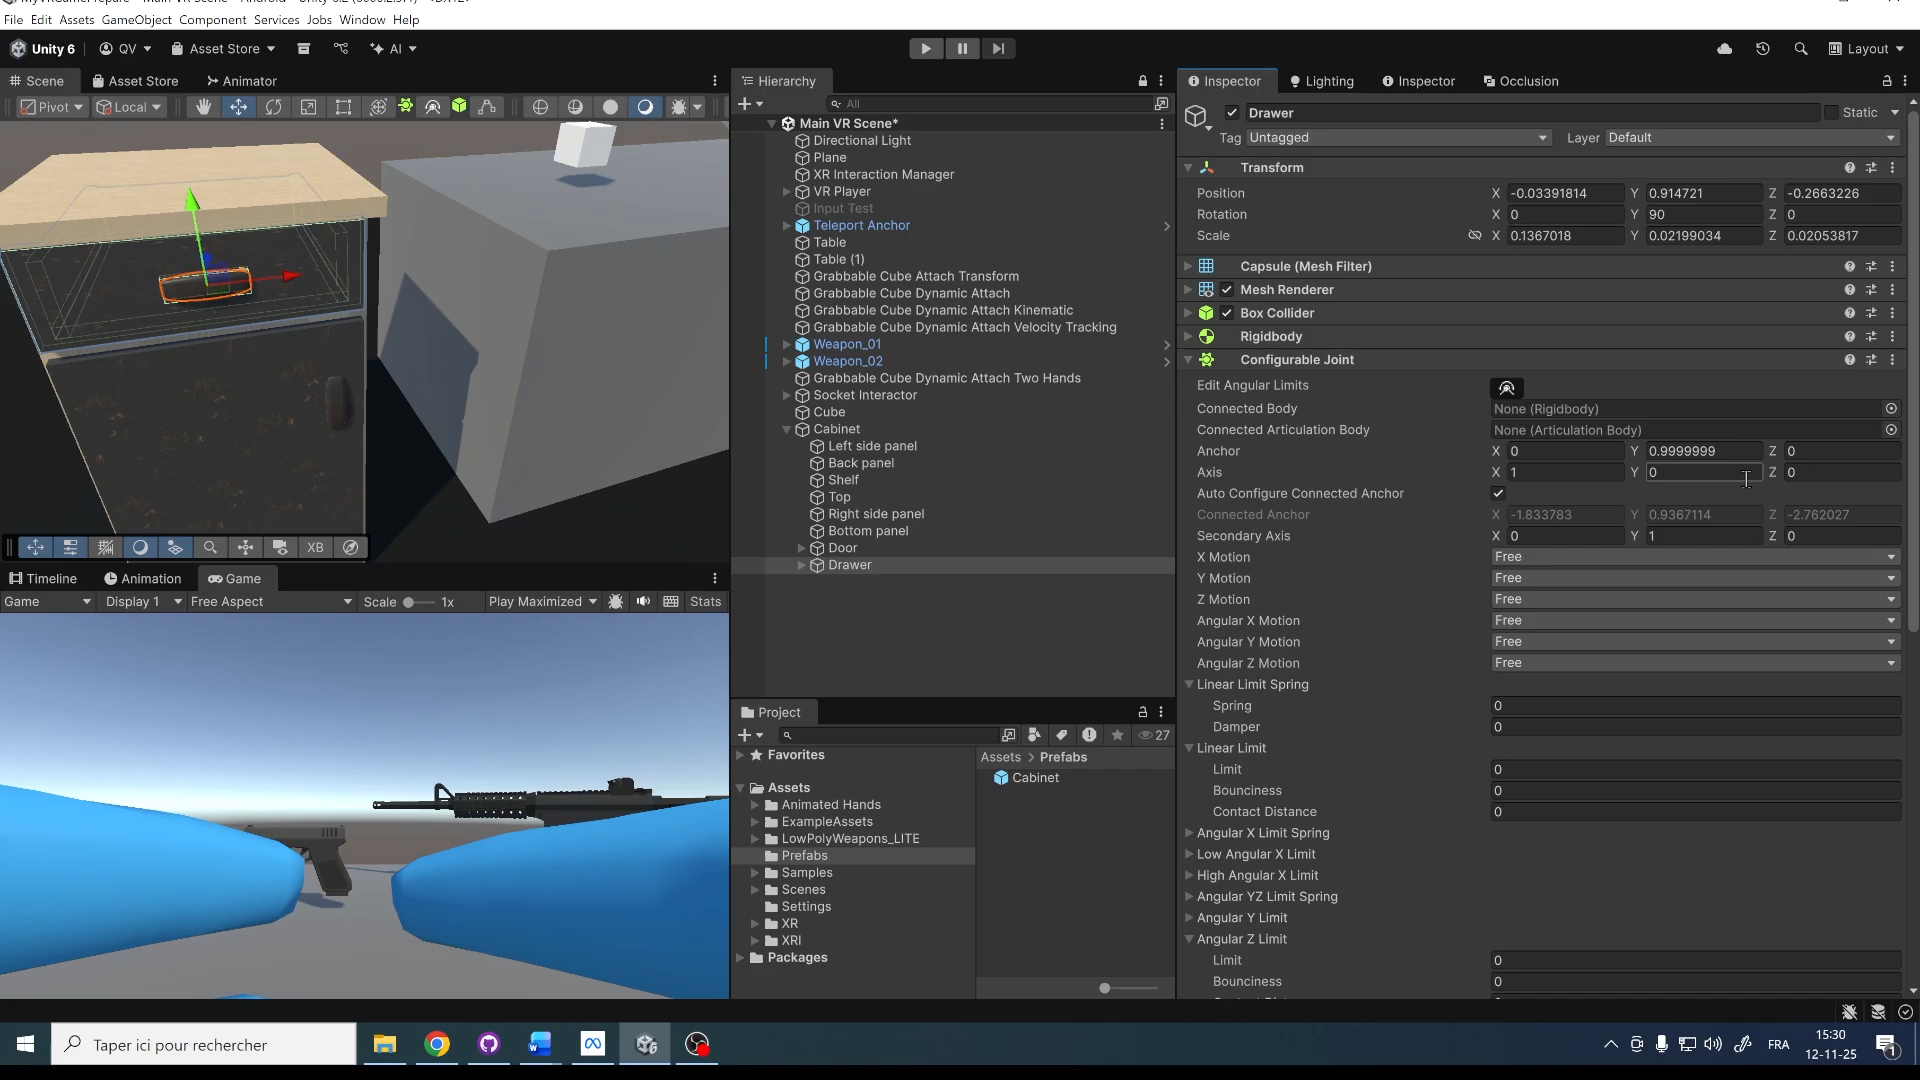 File Edit Assets GameObject Component Services Jobs Window Help
Unity 6 QV Asset Store AI Layout
Scene Asset Store Animator
Pivot Local
XB
Timeline Animation Game
Game Display 1 Free Aspect Scale 1x Play Maximized Stats
Hierarchy
All
Main VR Scene*
Directional Light
Plane
XR Interaction Manager
VR Player
Input Test
Teleport Anchor
Table
Table (1)
Grabbable Cube Attach Transform
Grabbable Cube Dynamic Attach
Grabbable Cube Dynamic Attach Kinematic
Grabbable Cube Dynamic Attach Velocity Tracking
Weapon_01
Weapon_02
Grabbable Cube Dynamic Attach Two Hands
Socket Interactor
Cube
Cabinet
Left side panel
Back panel
Shelf
Top
Right side panel
Bottom panel
Door
Drawer
Project
27
Favorites
Assets
Animated Hands
ExampleAssets
LowPolyWeapons_LITE
Prefabs
Samples
Scenes
Settings
XR
XRI
Packages
Assets > Prefabs
Cabinet
Inspector Lighting Inspector Occlusion
Drawer Static
Tag Untagged Layer Default
Transform
Position X -0.03391814 Y 0.914721 Z -0.2663226
Rotation X 0 Y 90 Z 0
Scale X 0.1367018 Y 0.02199034 Z 0.02053817
Capsule (Mesh Filter)
Mesh Renderer
Box Collider
Rigidbody
Configurable Joint
Edit Angular Limits
Connected Body None (Rigidbody)
Connected Articulation Body None (Articulation Body)
Anchor X 0 Y 0.9999999 Z 0
Axis X 1 Y 0 Z 0
Auto Configure Connected Anchor
Connected Anchor X -1.833783 Y 0.9367114 Z -2.762027
Secondary Axis X 0 Y 1 Z 0
X Motion Free
Y Motion Free
Z Motion Free
Angular X Motion Free
Angular Y Motion Free
Angular Z Motion Free
Linear Limit Spring
Spring 0
Damper 0
Linear Limit
Limit 0
Bounciness 0
Contact Distance 0
Angular X Limit Spring
Low Angular X Limit
High Angular X Limit
Angular YZ Limit Spring
Angular Y Limit
Angular Z Limit
Limit 0
Bounciness 0
Taper ici pour rechercher
FRA
15:30
12-11-25
1